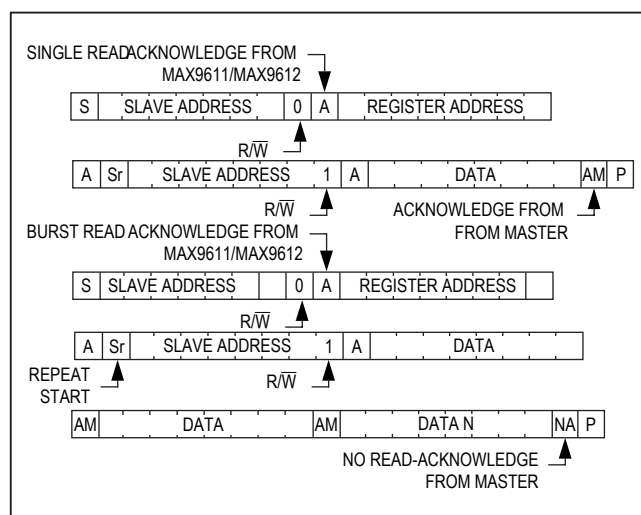 SINGLE READ ACKNOWLEDGE FROM
MAX9611/MAX9612
S SLAVE ADDRESS 0 A REGISTER ADDRESS
R/W̅
A Sr SLAVE ADDRESS 1 A DATA AM P
R/W̅ ACKNOWLEDGE FROM
FROM MASTER
BURST READ ACKNOWLEDGE FROM
MAX9611/MAX9612
S SLAVE ADDRESS 0 A REGISTER ADDRESS
R/W̅
A Sr SLAVE ADDRESS 1 A DATA
REPEAT R/W̅
START
AM DATA AM DATA N NA P
NO READ-ACKNOWLEDGE
FROM MASTER